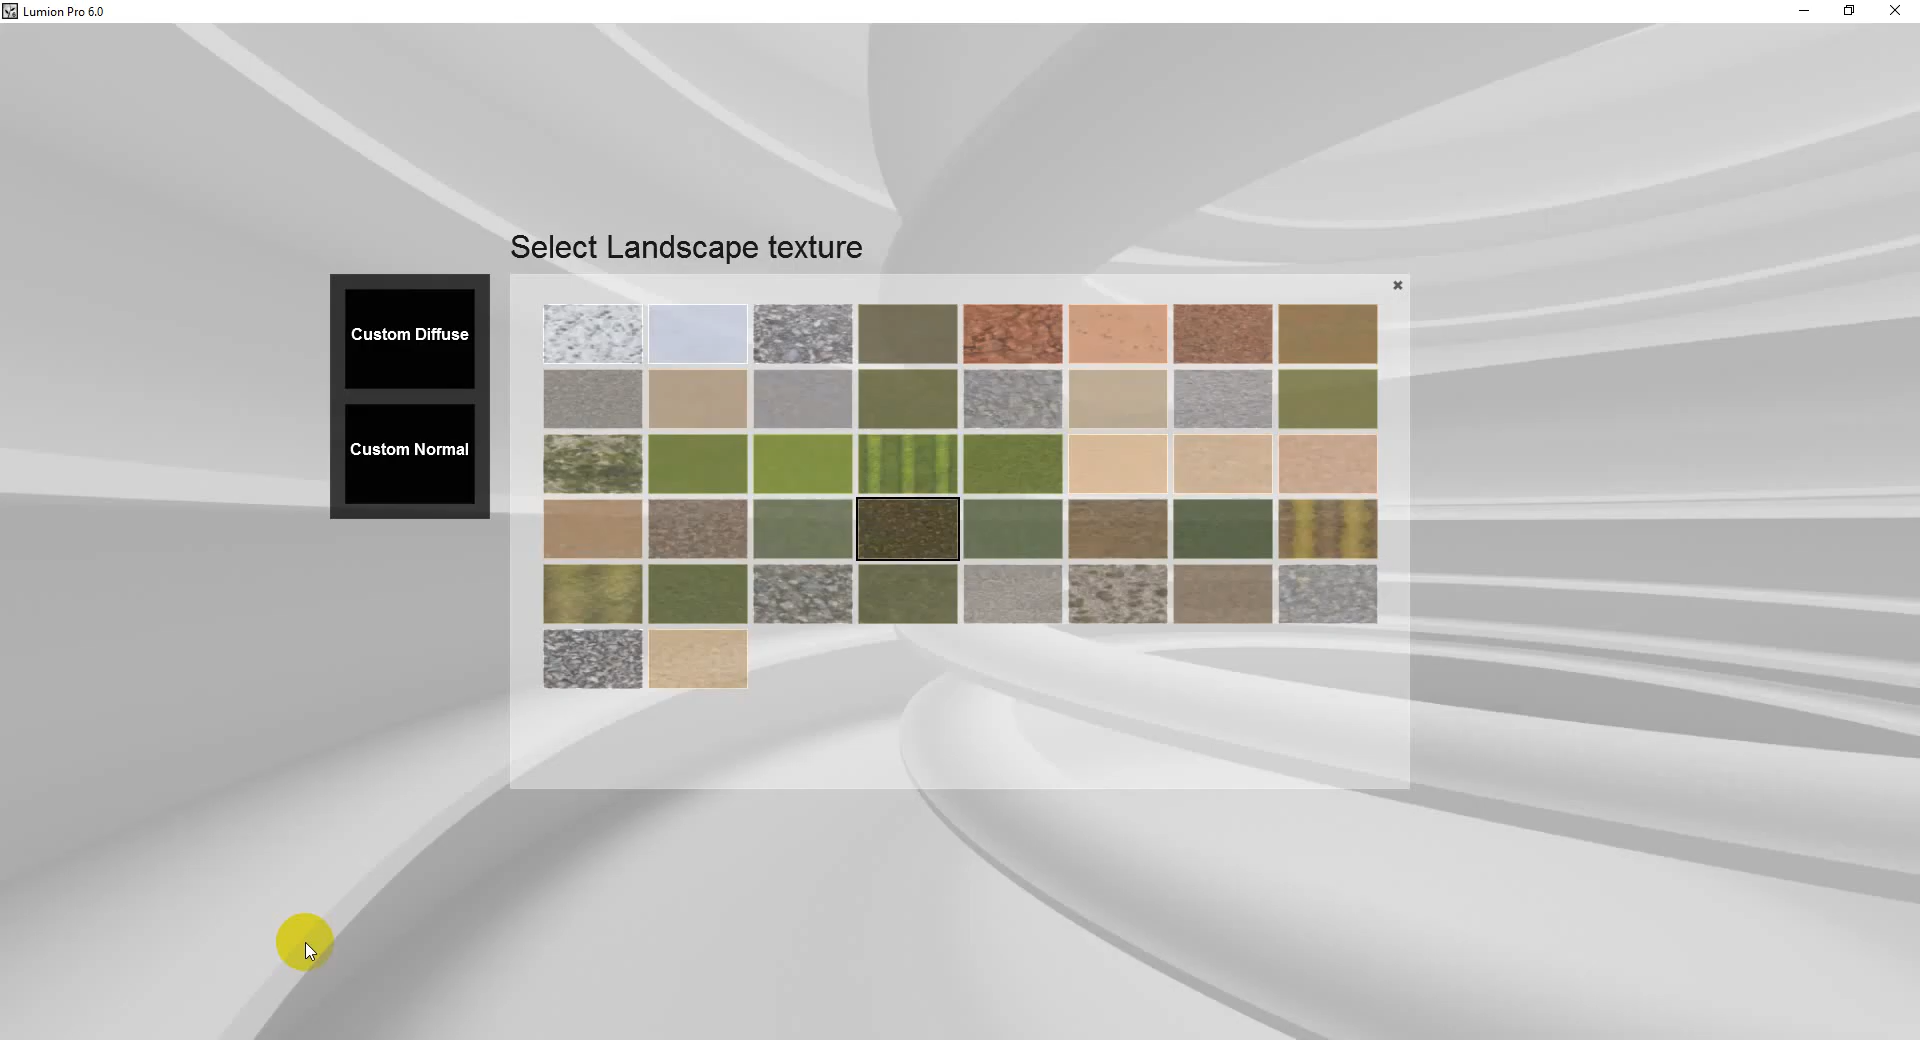 Lumion Pro 6.0
Select Landscape texture
Custom Diffuse
Custom Normal